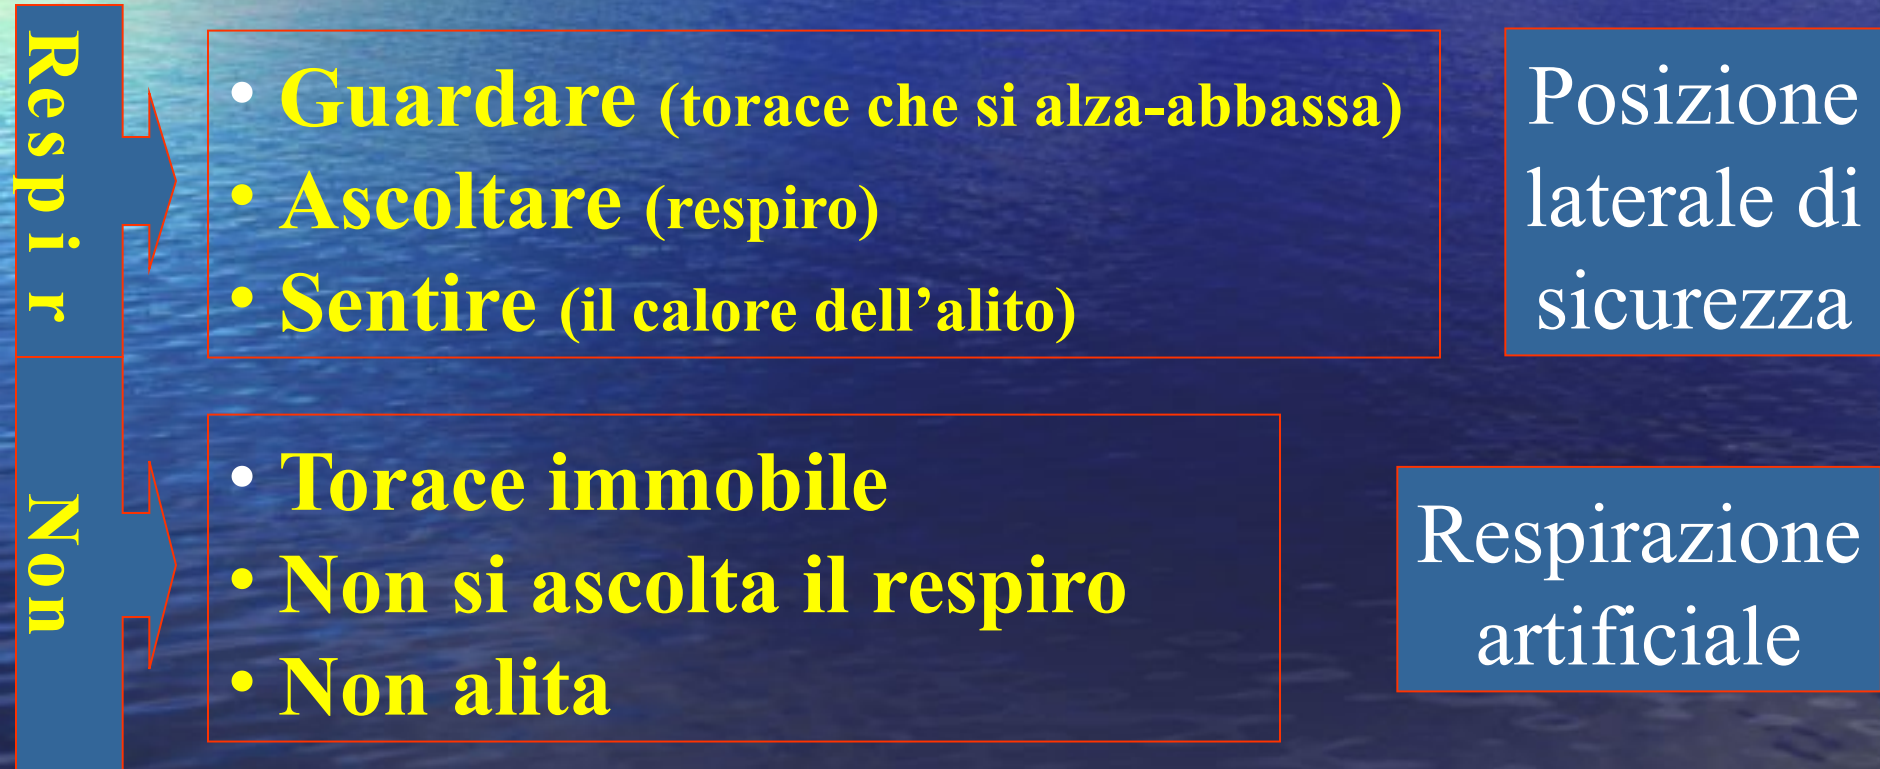 Respir
• Guardare (torace che si alza-abbassa)
• Ascoltare (respiro)
• Sentire (il calore dell’alito)
Posizione
laterale di
sicurezza
Non
• Torace immobile
• Non si ascolta il respiro
• Non alita
Respirazione
artificiale